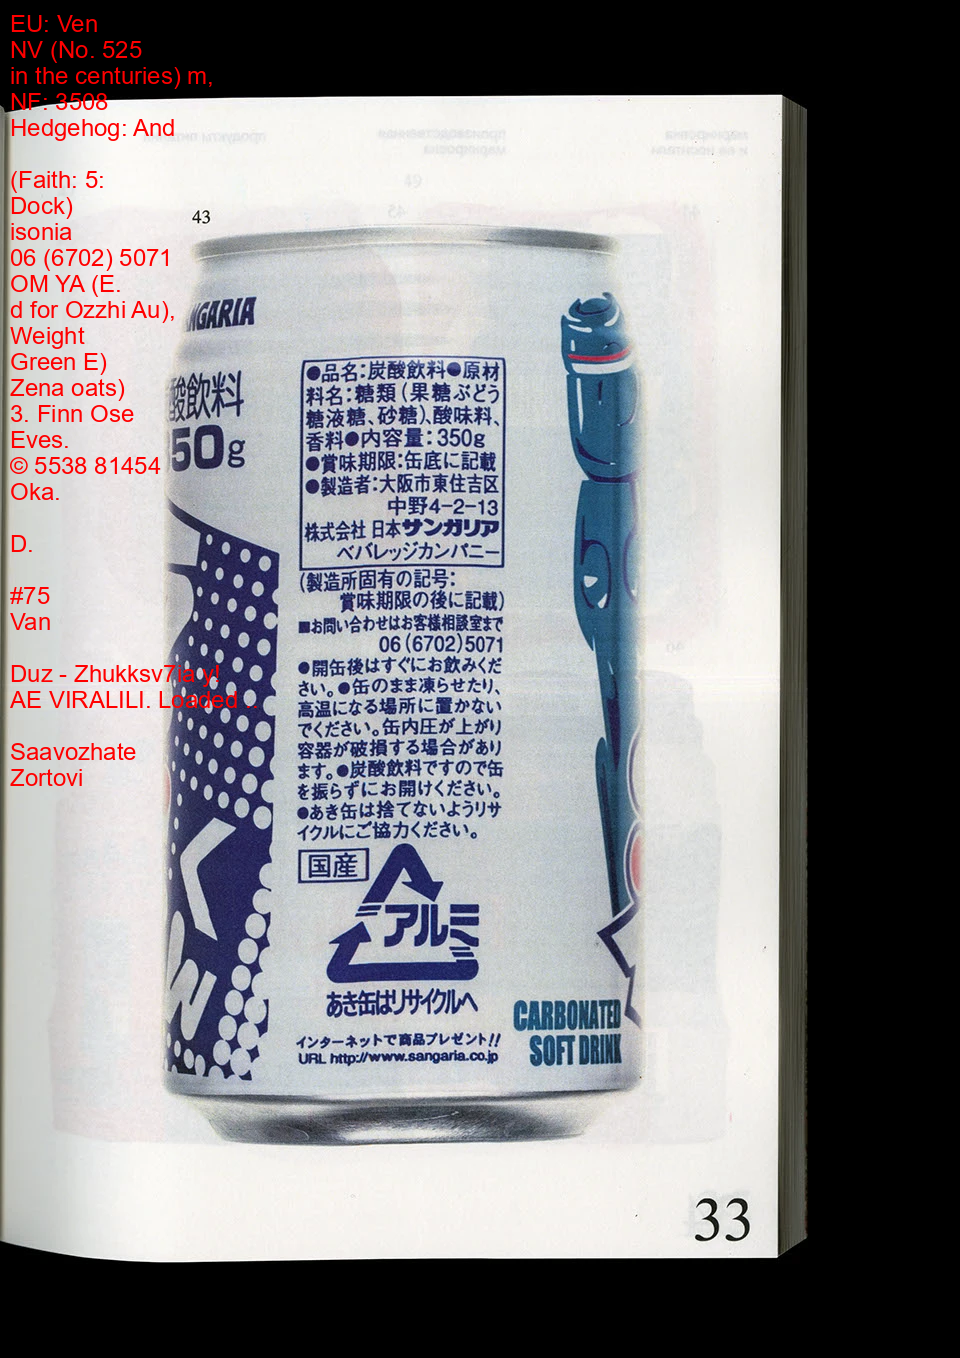 EU: Ven
NV (No. 525
in the centuries) m,
NF: 3508
Hedgehog: And
(Faith: 5:
Dock)
isonia
06 (6702) 5071
OM YA (E.
d for Ozzhi Au),
Weight
Green E)
Zena oats)
3. Finn Ose
Eves.
© 5538 81454
Oka.
D.
#75
Van
Duz - Zhukksv7ia y!
AE VIRALILI. Loaded ..
Saavozhate
Zortovi
43
NGARIA
酸飲料
350g
●品名:炭酸飲料●原材
料名:糖類(果糖ぶどう
糖液糖、砂糖)、酸味料、
香料●内容量:350g
●賞味期限:缶底に記載
●製造者:大阪市東住吉区
中野4-2-13
株式会社 日本サンガリア
ベバレッジカンパニー
(製造所固有の記号:
賞味期限の後に記載)
■お問い合わせはお客様相談室まで
06(6702)5071
●開缶後はすぐにお飲みくだ
さい。●缶のまま凍らせたり、
高温になる場所に置かない
でください。缶内圧が上がり
容器が破損する場合があり
ます。●炭酸飲料ですので缶
を振らずにお開けください。
●あき缶は捨てないようリサ
イクルにご協力ください。
国産
アルミ
あき缶はリサイクルへ
インターネットで商品プレゼント!!
URL http://www.sangaria.co.jp
CARBONATED
SOFT DRINK
33